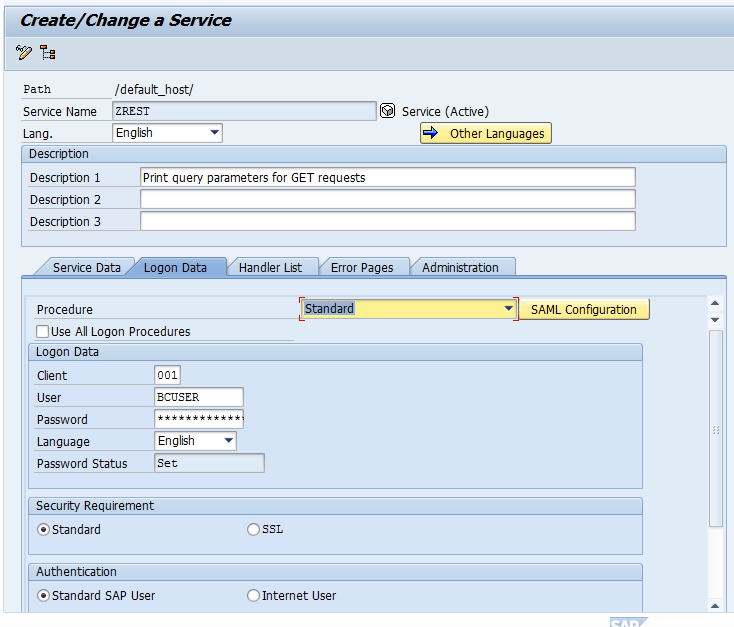 Create/Change a Service
Path /default_host/
Service Name ZREST Service (Active)
Lang. English Other Languages
Description
Description 1 Print query parameters for GET requests
Description 2
Description 3
Service Data Logon Data Handler List Error Pages Administration
Procedure Standard SAML Configuration
Use All Logon Procedures
Logon Data
Client 001
User BCUSER
Password *************
Language English
Password Status Set
Security Requirement
Standard SSL
Authentication
Standard SAP User Internet User
SAP